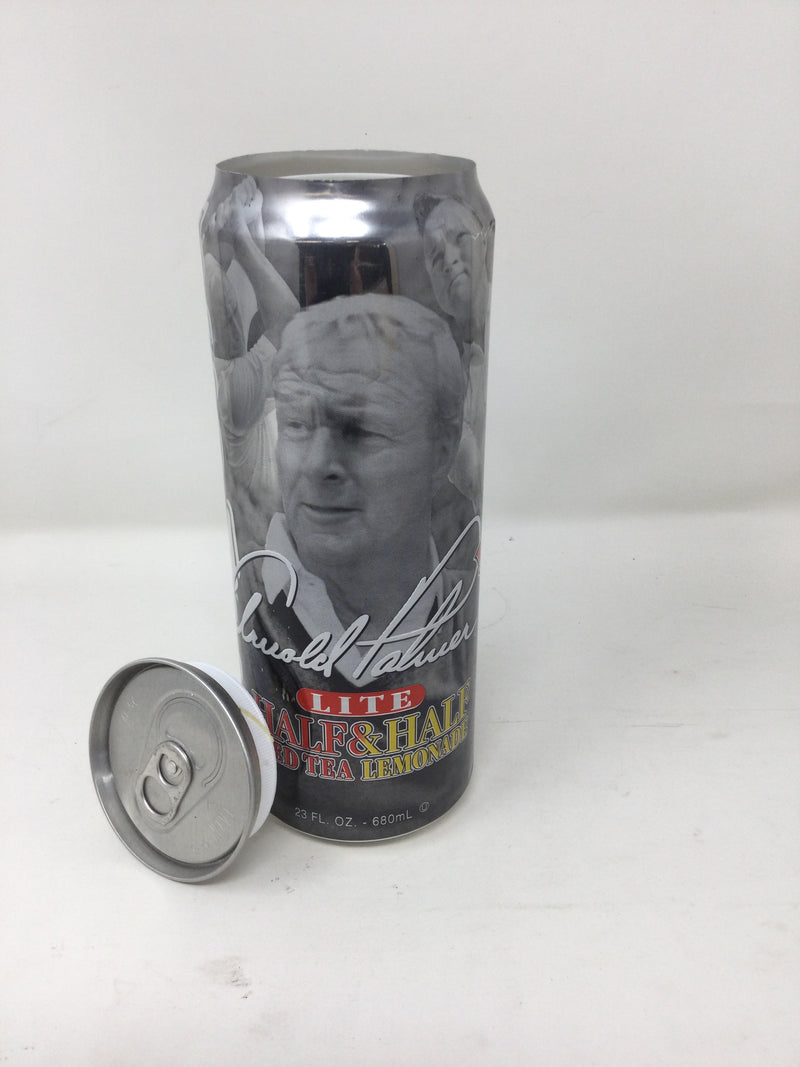 Arnold Palmer
LITE
HALF&HALF
TEA LEMONADE
23 FL. OZ. - 680mL